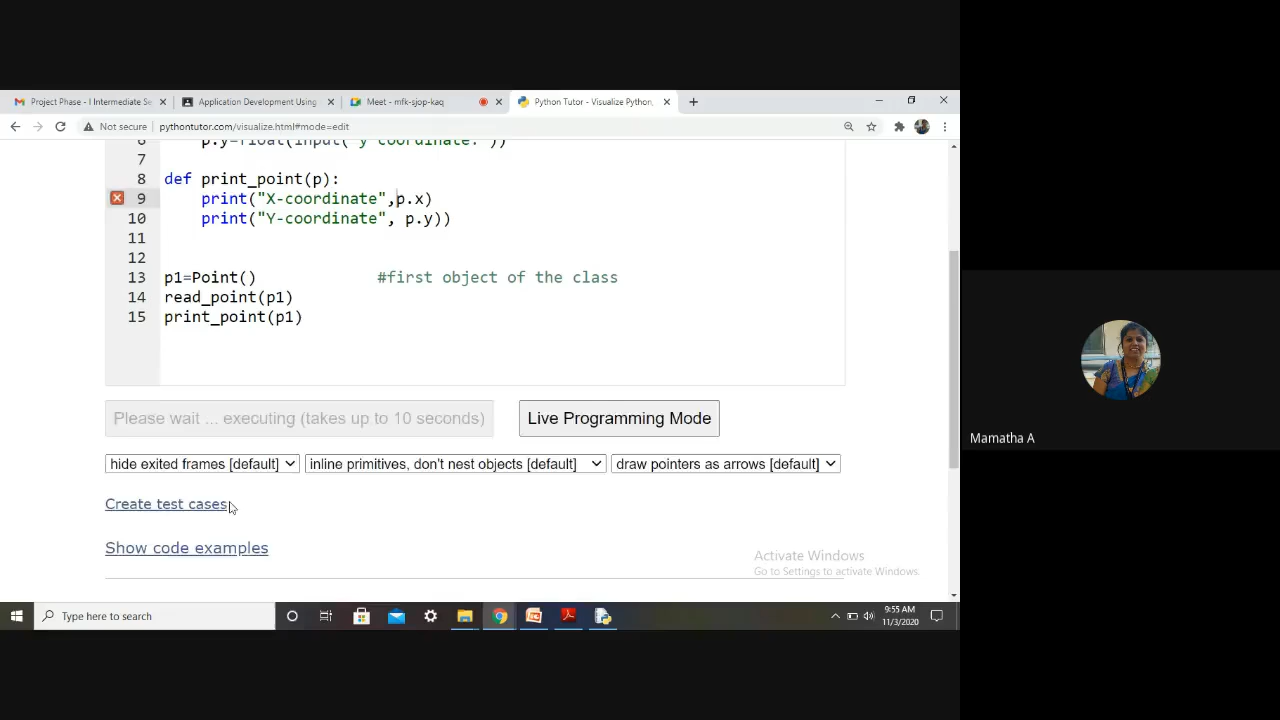 Project Phase - I Intermediate Se
Application Development Using
Meet - mfk-sjop-kaq
Python Tutor - Visualize Python,
Not secure | pythontutor.com/visualize.html#mode=edit
6 p.y=float(input("y coordinate:"))
7
8 def print_point(p):
9 print("X-coordinate",p.x)
10 print("Y-coordinate", p.y))
11
12
13 p1=Point() #first object of the class
14 read_point(p1)
15 print_point(p1)
Please wait ... executing (takes up to 10 seconds)
Live Programming Mode
hide exited frames [default]
inline primitives, don't nest objects [default]
draw pointers as arrows [default]
Create test cases
Show code examples
Activate Windows
Go to Settings to activate Windows.
Type here to search
9:55 AM
11/3/2020
Mamatha A